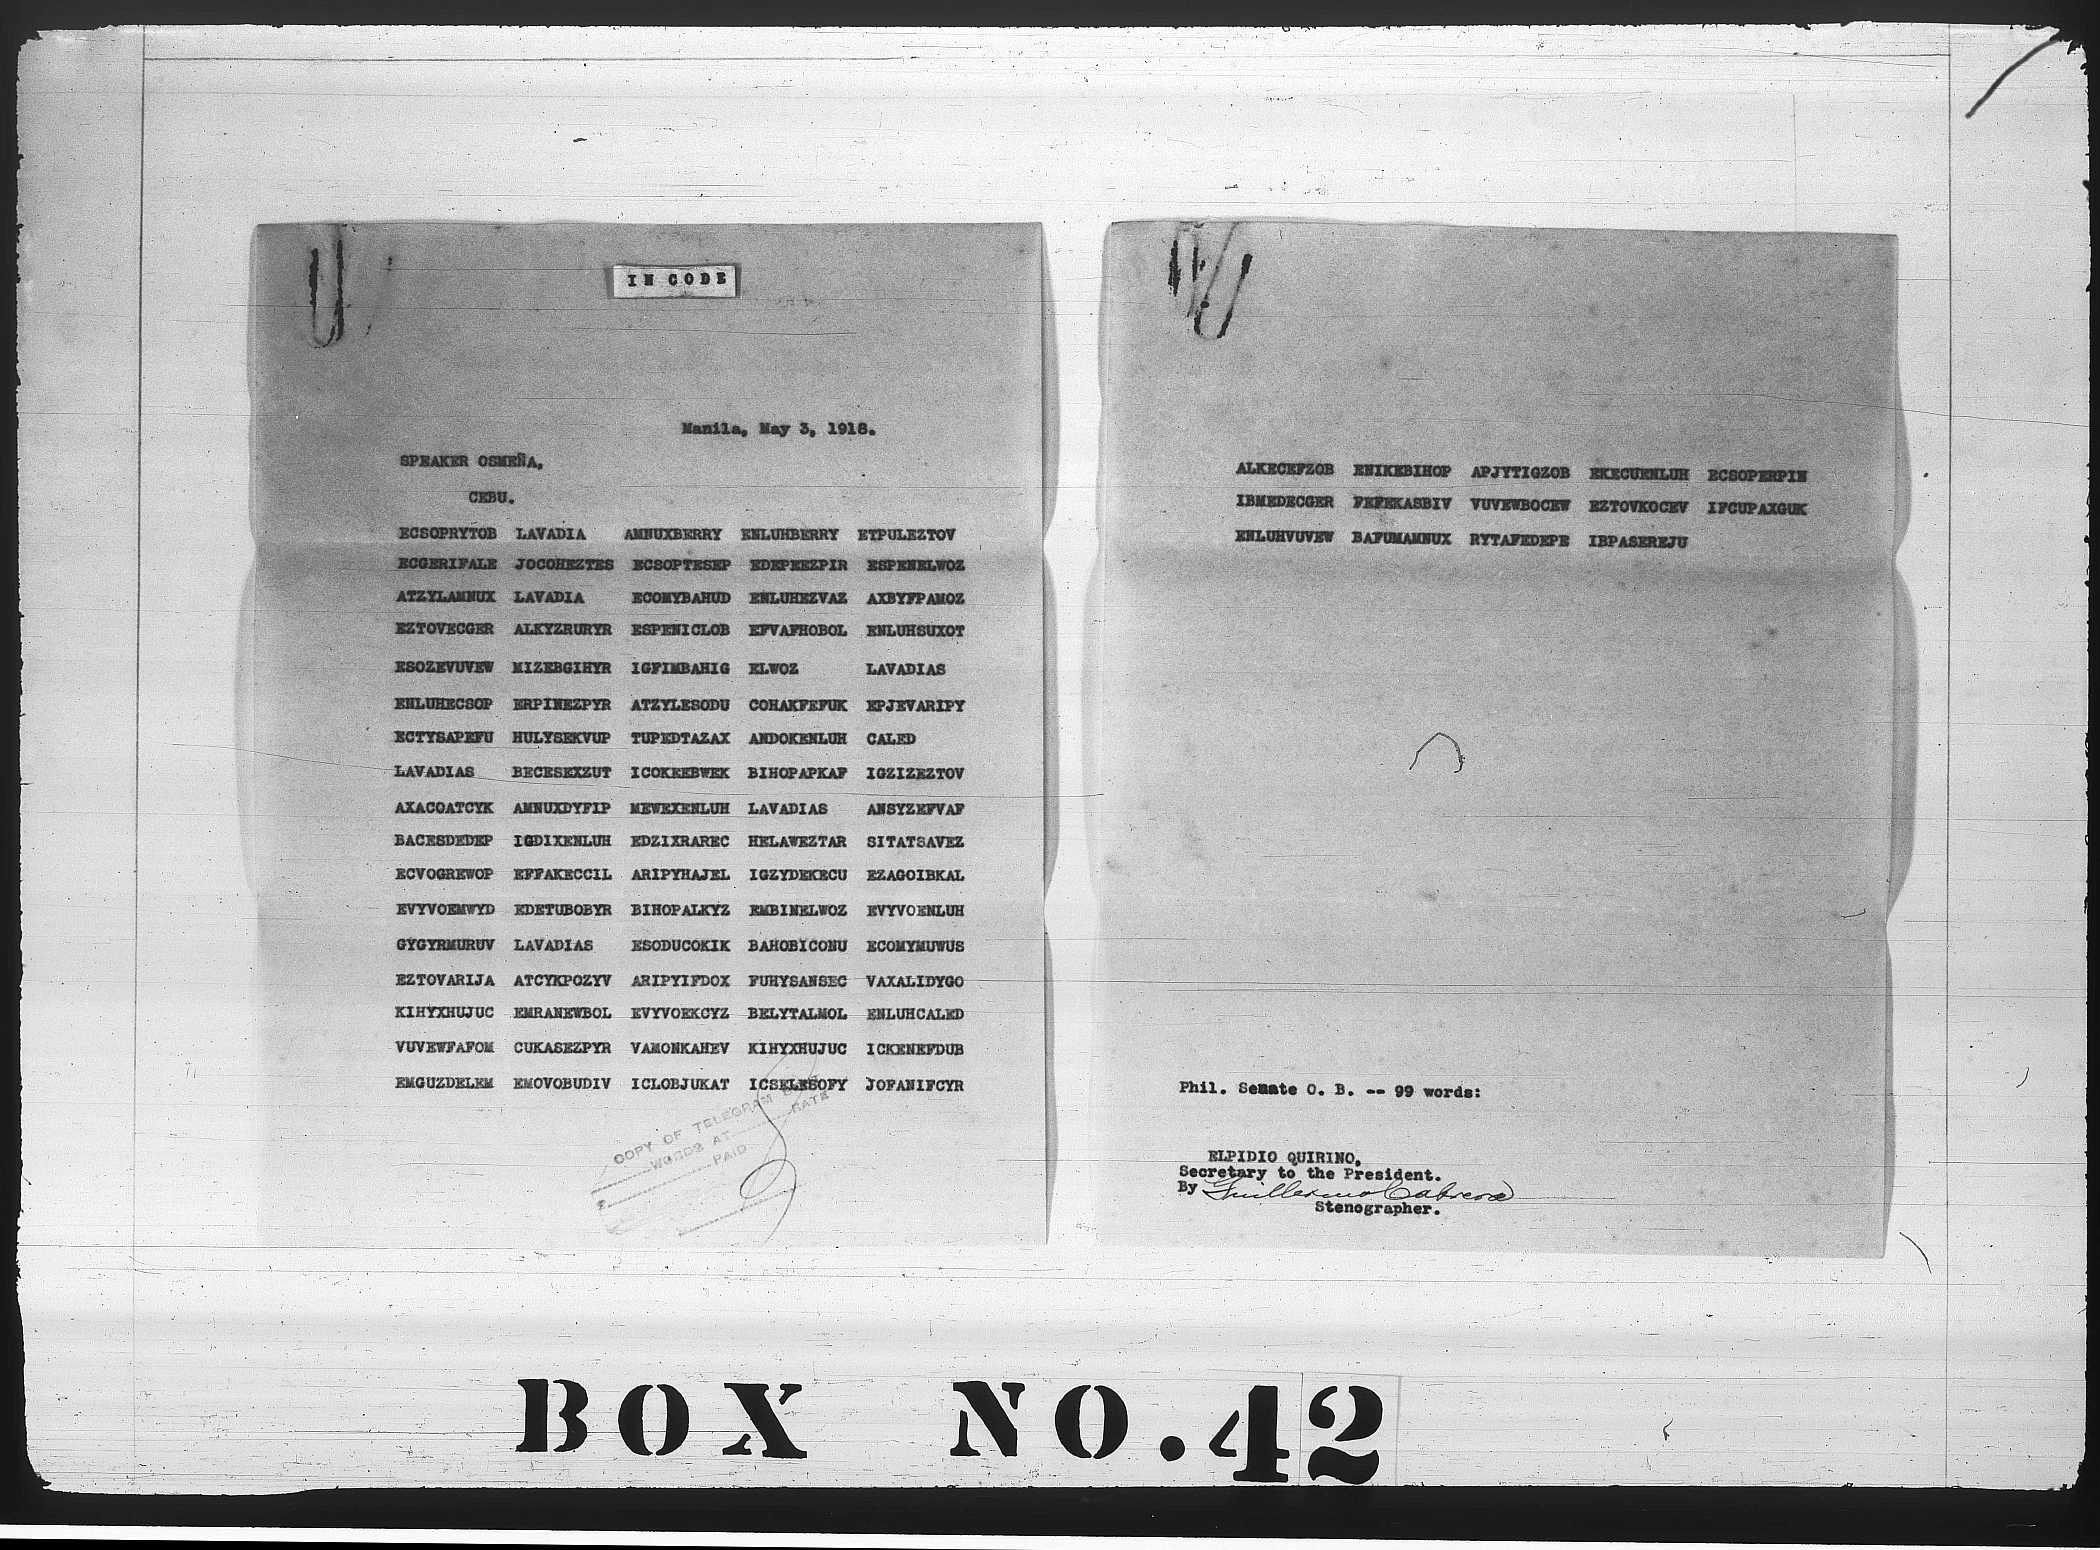 IN CODE
Manila, May 3, 1918.
SPEAKER OSMEÑA,
CEBU.
ECSOPRYTOB LAVADIA AMNUXBERRY ENLUHBERRY ETPULEZTOV
ECGERIFALE JOCOHEZTES ECSOPTESEP EDEPEEZPIR ESPENELWOZ
ATZYLAMNUX LAVADIA ECOMYBAHUD ENLUHEZVAZ AXBYFPAMOZ
EZTOVECGER ALKYZRURYR ESPENICLOB EFVAFHOBOL ENLUHSUXOT
ESOZEVUVEW MIZEBGIHYR IGFIMBAHIG ELWOZ LAVADIAS
ENLUHECSOP ERPINEZPYR ATZYLESODU COHAKFEFUK EPJEVARIPY
ECTYSAPEFU HULYSEKVUP TUPEDTAZAX ANDOKENLUH CALED
LAVADIAS BECESEXZUT ICOKEEBWEK BIHOPAPKAF IGZIZEZTOV
AXACOATCYK AMNUXDYFIP MEWEXENLUH LAVADIAS ANSYZEFVAF
BACESDEDEP IGDIXENLUH EDZIXRAREC HELAWEZTAR SITATSAVEZ
ECVOGREWOP EFFAKECCIL ARIPYHAJEL IGZYDEKECU EZAGOIBKAL
EVYVOEMWYD EDETUBOBYR BIHOPALKYZ EMBINELWOZ EVYVOENLUH
GYGYRMURUV LAVADIAS ESODUCOKIK BAHOBICONU ECOMYMUWUS
EZTOVARIJA ATCYKPOZYV ARIPYIFDOX FUHYSANSEC VAXALIDYGO
KIHYXHUJUC EMRANEWBOL EVYVOEKCYZ BELYTALMOL ENLUHCALED
VUVEWFAFOM CUKASEZPYR VAMONKAHEV KIHYXHUJUC ICKENEFDUB
EMGUZDELEM EMOVOBUDIV ICLOBJUKAT ICSELESOFY JOFANIFCYR
COPY OF TELEGRAM
WORDS AT RATE
PAID
ALKECEFZOB ENIKEBIHOP APJYTIGZOB EKECUENLUH ECSOPERPIN
IBMEDECGER FEFEKASBIV VUVEWBOCEW EZTOVKOCEV IFCUPAXGUK
ENLUHVUVEW BAFUMAMNUX RYTAFEDEPE IBPASEREJU
Phil. Senate O. B. -- 99 words:
ELPIDIO QUIRINO,
Secretary to the President.
By Guillermo Cabrera
Stenographer.
BOX NO. 42